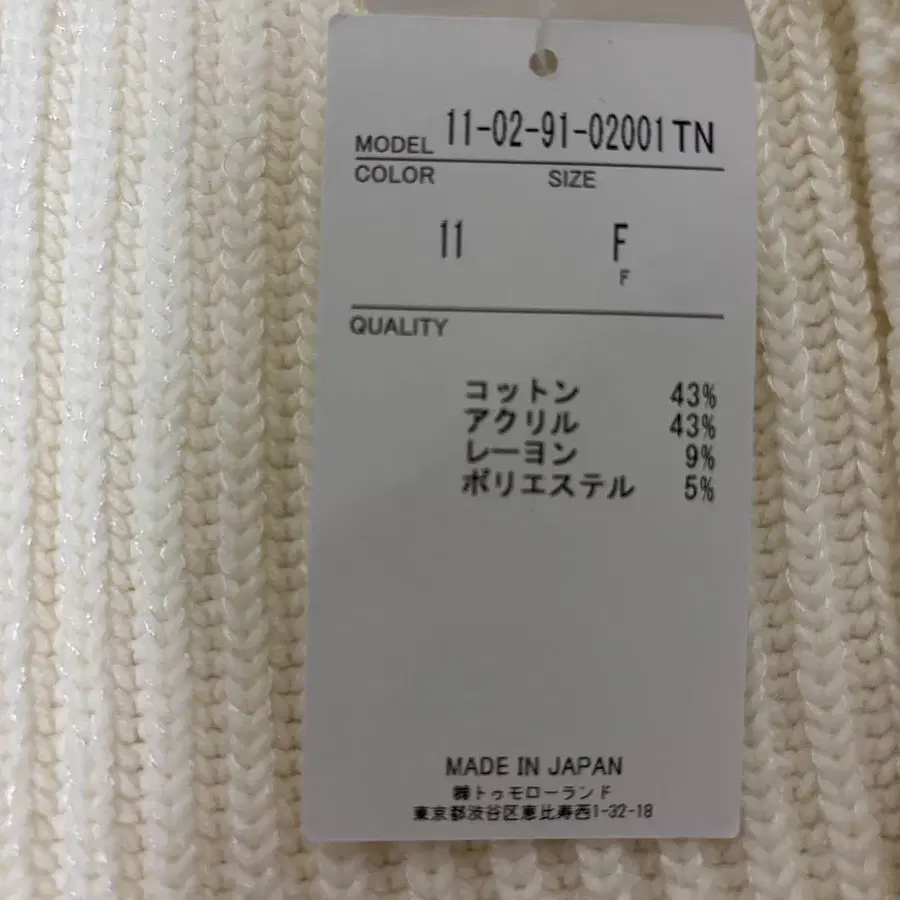 MODEL 11-02-91-02001TN
COLOR SIZE
11 F
F
QUALITY
コットン 43%
アクリル 43%
レーヨン 9%
ポリエステル 5%
MADE IN JAPAN
㈱トゥモローランド
東京都渋谷区恵比寿西1-32-18